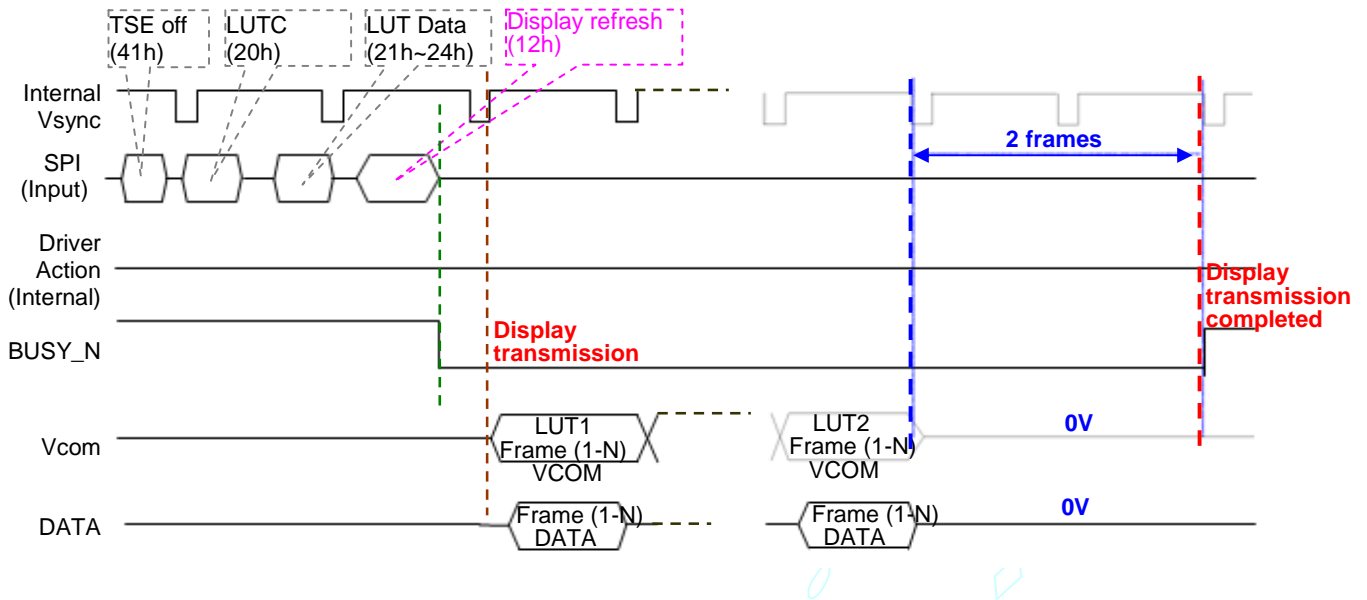 TSE off
(41h)
LUTC
(20h)
LUT Data
(21h~24h)
Display refresh
(12h)
Internal
Vsync
2 frames
SPI
(Input)
Driver
Action
(Internal)
Display
transmission
completed
BUSY_N
Display
transmission
Vcom
LUT1
Frame (1-N)
VCOM
LUT2
Frame (1-N)
VCOM
0V
DATA
Frame (1-N)
DATA
Frame (1-N)
DATA
0V